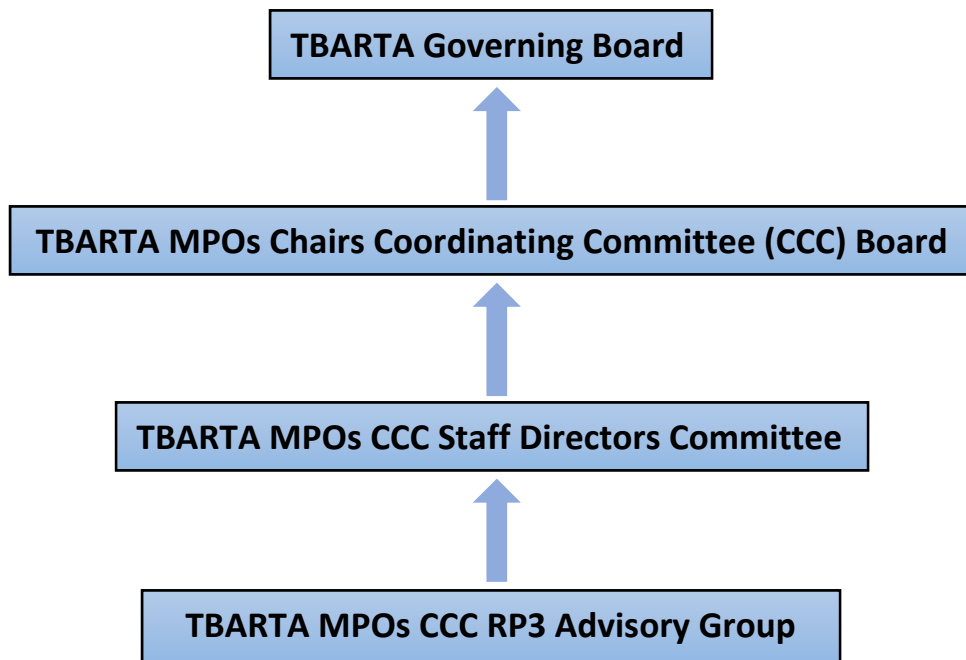 TBARTA Governing Board
TBARTA MPOs Chairs Coordinating Committee (CCC) Board
TBARTA MPOs CCC Staff Directors Committee
TBARTA MPOs CCC RP3 Advisory Group